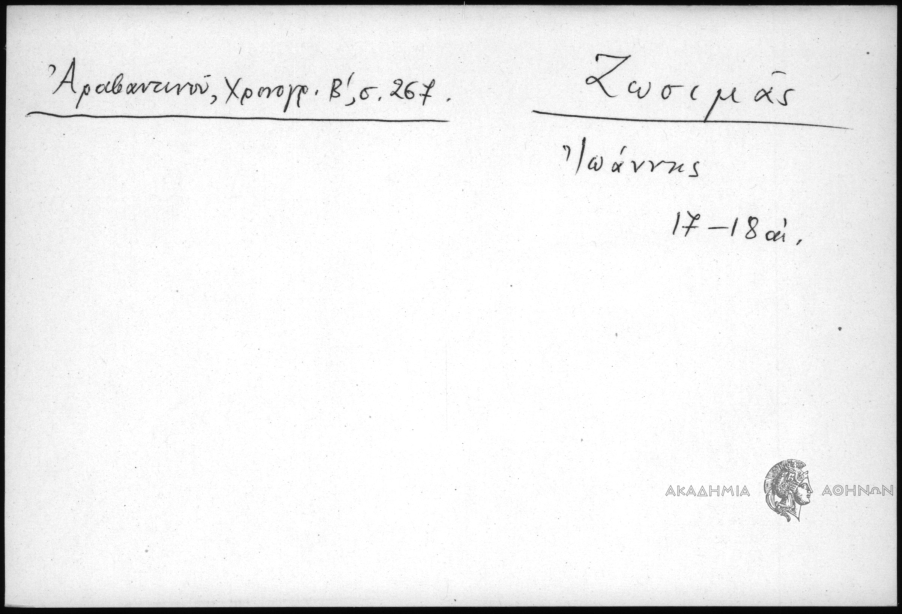 Ἀραβαντινοῦ, Χρονογρ. Β', σ. 267.
Ζωσιμᾶς
Ἰωάννης
17-18 αἰ.
ΑΚΑΔΗΜΙΑ ΑΘΗΝΩΝ